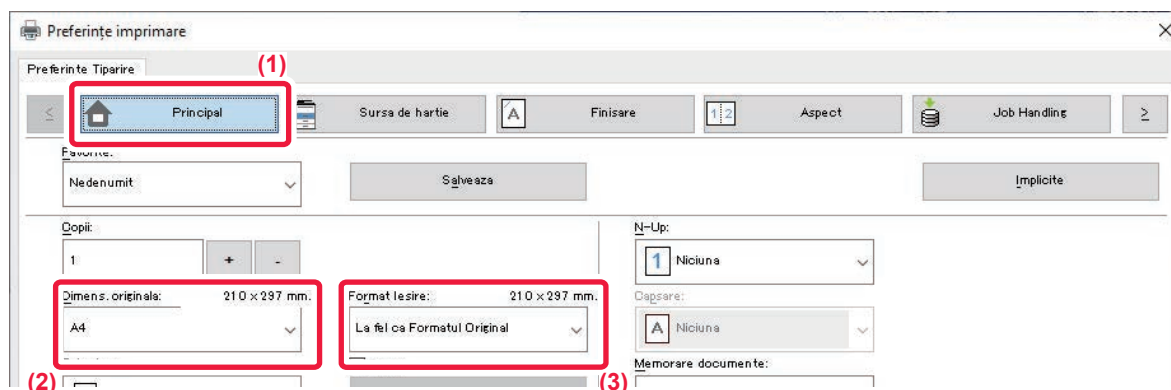 Preferințe imprimare
Preferinte Tiparire
(1)
<
Principal
Sursa de hartie
Finisare
Aspect
Job Handling
>
Favorite:
Nedenumit
Salveaza
Implicite
Copii:
1
+
-
N-Up:
1 Niciuna
Dimens. originala: 210 x 297 mm.
A4
Format Iesire: 210 x 297 mm.
La fel ca Formatul Original
Capsare:
Niciuna
Memorare documente:
(2)
(3)